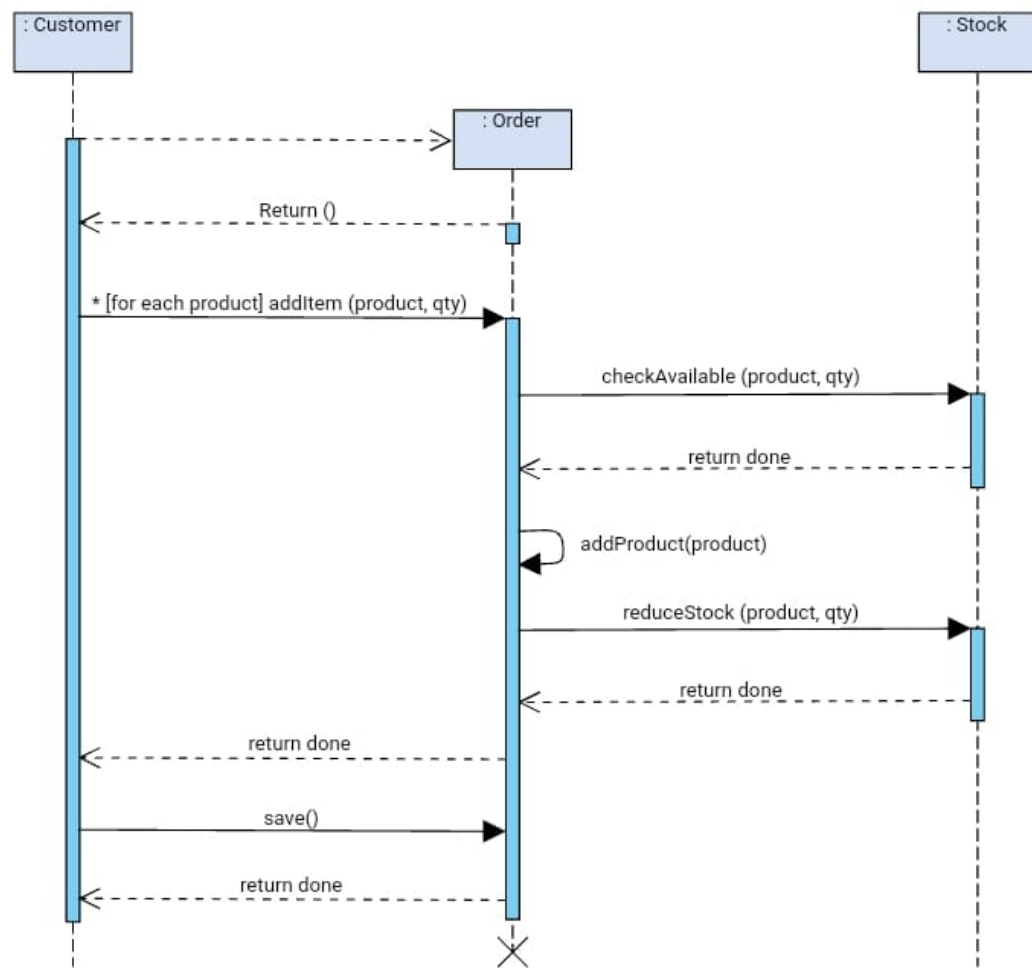 : Customer
: Stock
: Order
Return ()
* [for each product] addItem (product, qty)
checkAvailable (product, qty)
return done
addProduct(product)
reduceStock (product, qty)
return done
return done
save()
return done